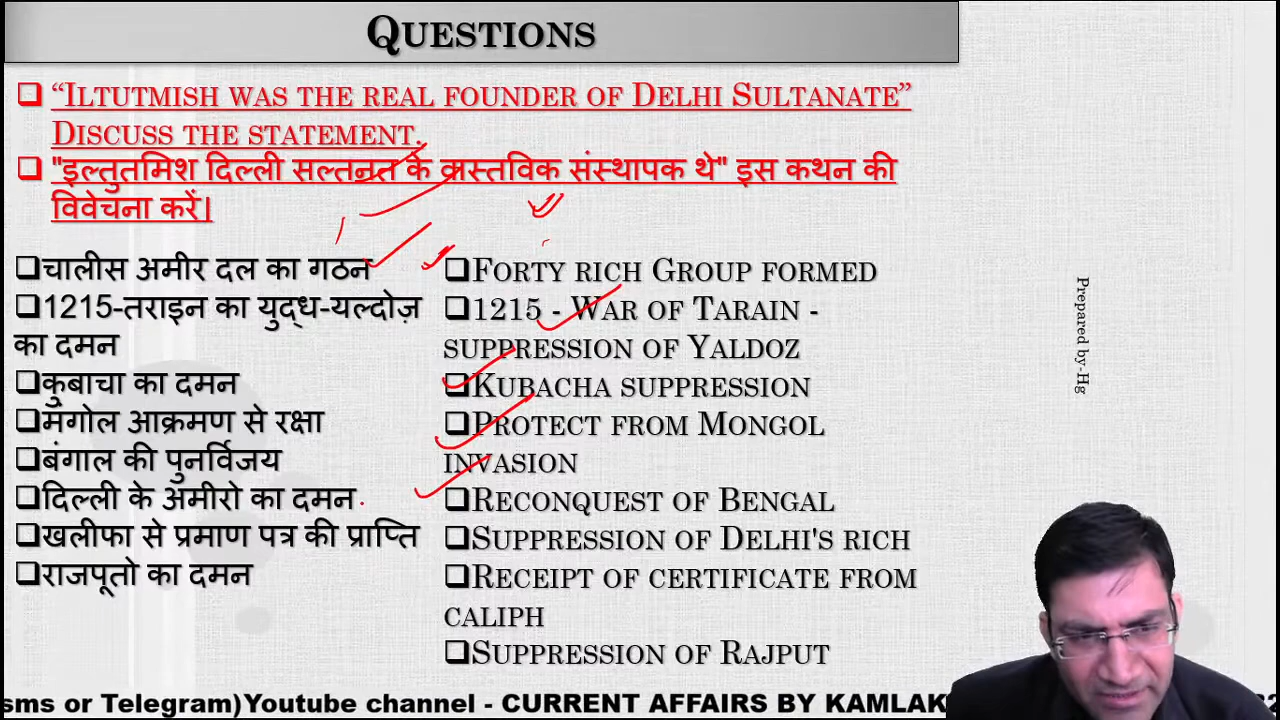 QUESTIONS
❑ “ILTUTMISH WAS THE REAL FOUNDER OF DELHI SULTANATE”
DISCUSS THE STATEMENT.
❑ "इल्तुतमिश दिल्ली सल्तनत के वास्तविक संस्थापक थे" इस कथन की
विवेचना करें|
❑चालीस अमीर दल का गठन
❑1215-तराइन का युद्ध-यल्दोज़
का दमन
❑कुबाचा का दमन
❑मंगोल आक्रमण से रक्षा
❑बंगाल की पुनर्विजय
❑दिल्ली के अमीरो का दमन
❑खलीफा से प्रमाण पत्र की प्राप्ति
❑राजपूतो का दमन
❑FORTY RICH GROUP FORMED
❑1215 - WAR OF TARAIN -
SUPPRESSION OF YALDOZ
❑KUBACHA SUPPRESSION
❑PROTECT FROM MONGOL
INVASION
❑RECONQUEST OF BENGAL
❑SUPPRESSION OF DELHI'S RICH
❑RECEIPT OF CERTIFICATE FROM
CALIPH
❑SUPPRESSION OF RAJPUT
Prepared by-Hg
sms or Telegram)Youtube channel - CURRENT AFFAIRS BY KAMLAK